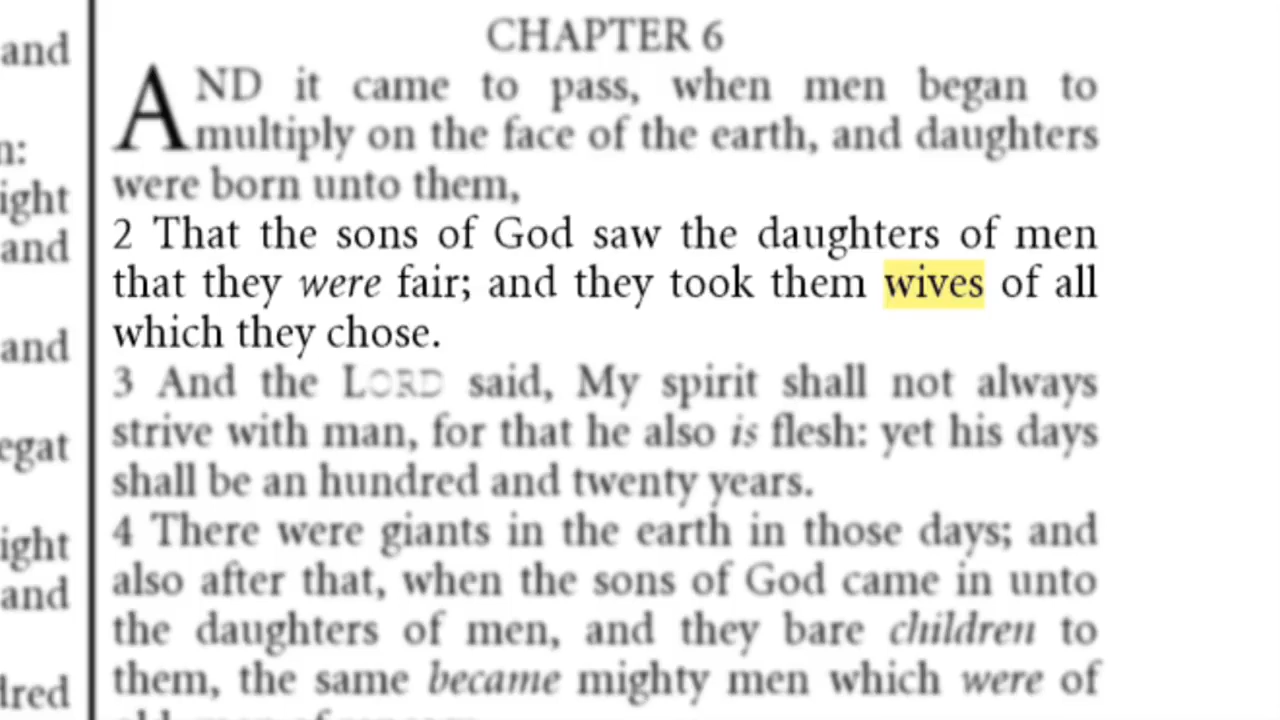 and
n:
ight
and
and
egat
ight
and
dred
CHAPTER 6
AND it came to pass, when men began to
multiply on the face of the earth, and daughters
were born unto them,
2 That the sons of God saw the daughters of men
that they were fair; and they took them wives of all
which they chose.
3 And the LORD said, My spirit shall not always
strive with man, for that he also is flesh: yet his days
shall be an hundred and twenty years.
4 There were giants in the earth in those days; and
also after that, when the sons of God came in unto
the daughters of men, and they bare children to
them, the same became mighty men which were of